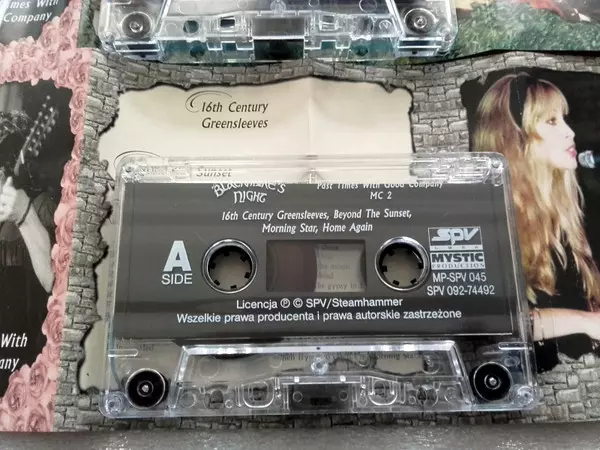 Times With
Company
16th Century
Greensleeves
Sunset
BLACKMORE'S
NIGHT
Past Times With Good Company
MC 2
16th Century Greensleeves, Beyond The Sunset,
Morning Star, Home Again
A
SIDE
SPV
MYSTIC
PRODUCTION
MP-SPV 045
SPV 092-74492
Licencja ℗ © SPV/Steamhammer
Wszelkie prawa producenta i prawa autorskie zastrzeżone
With